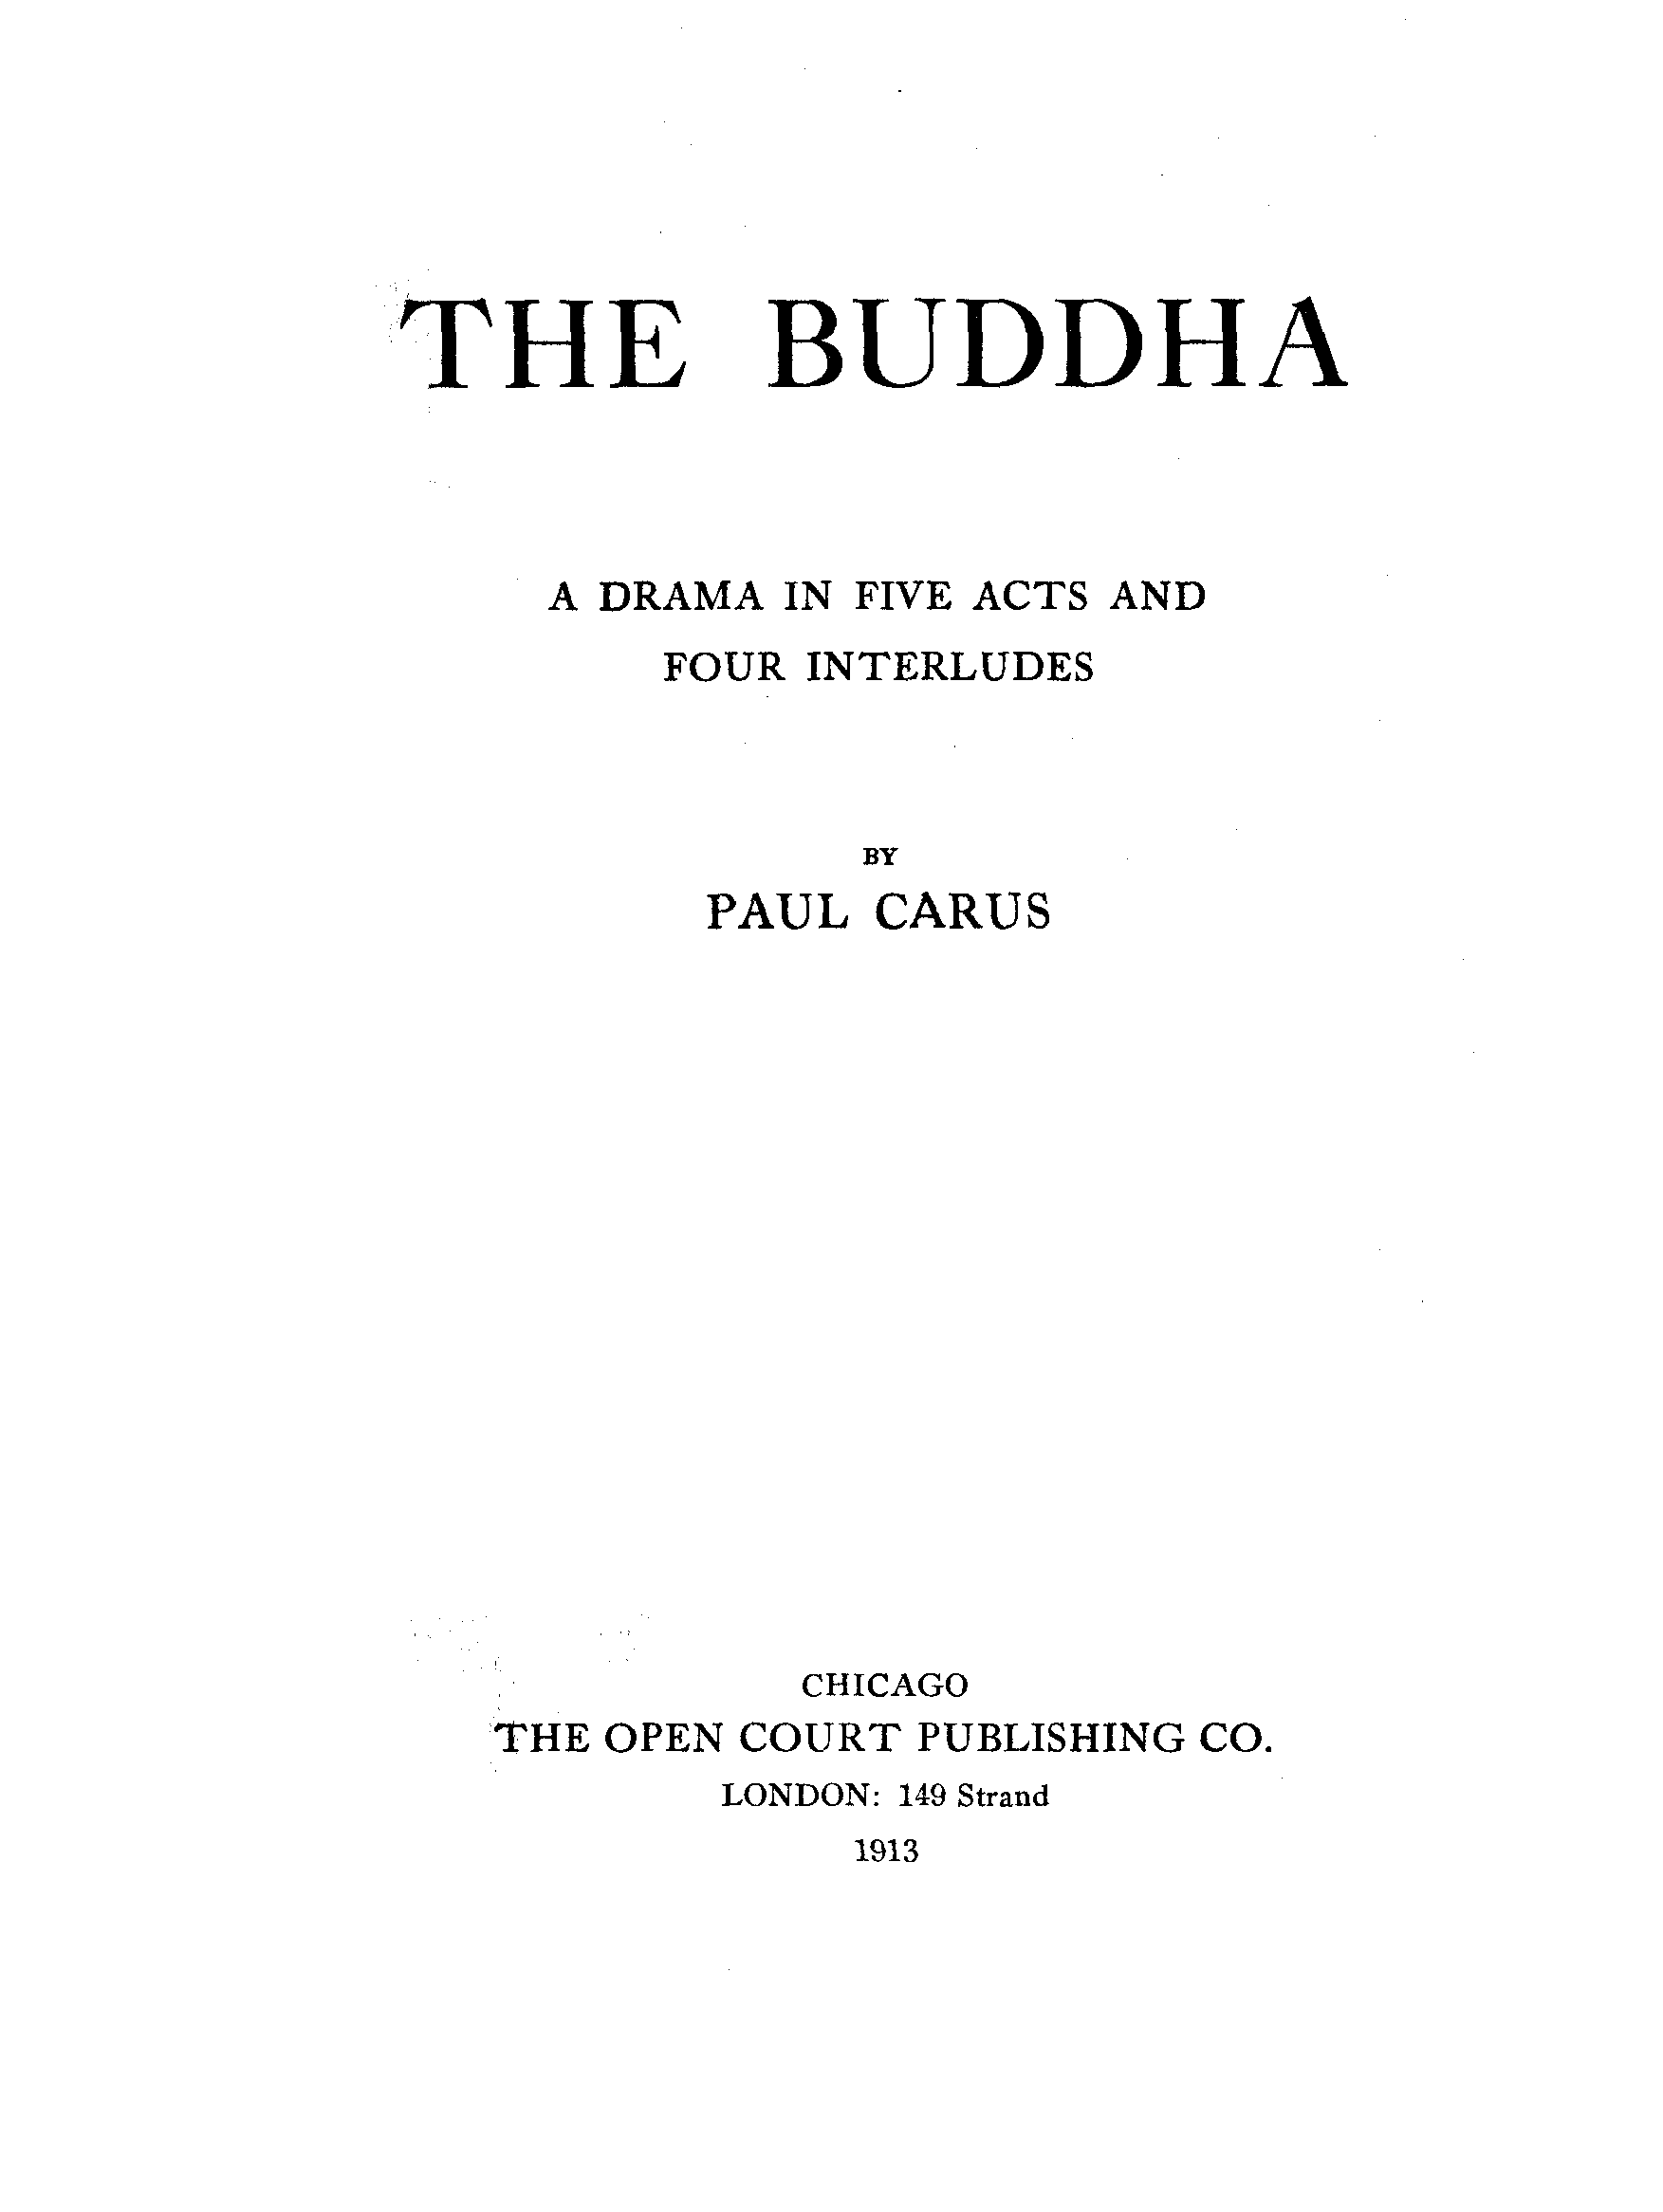 THE BUDDHA
A DRAMA IN FIVE ACTS AND
FOUR INTERLUDES
BY
PAUL CARUS
CHICAGO
THE OPEN COURT PUBLISHING CO.
LONDON: 149 Strand
1913